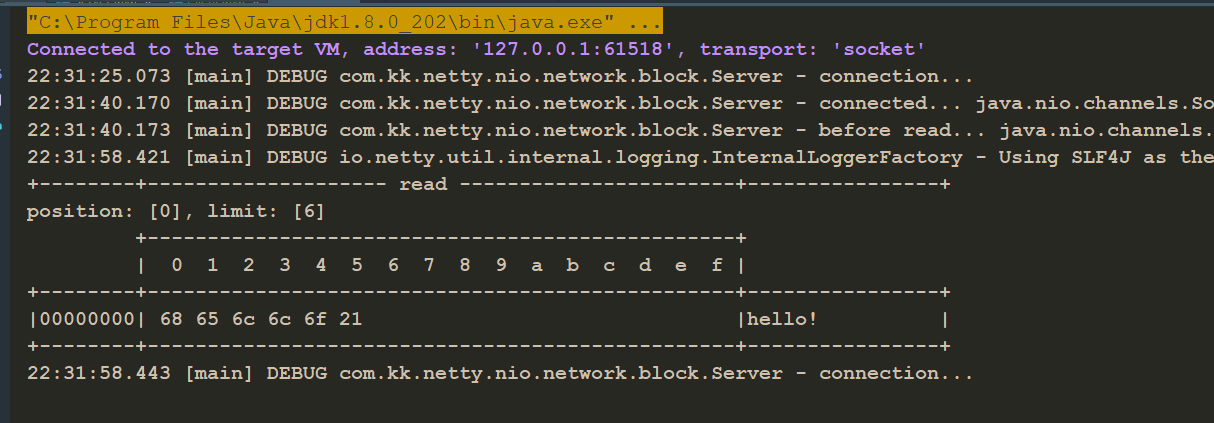 "C:\Program Files\Java\jdk1.8.0_202\bin\java.exe" ...
Connected to the target VM, address: '127.0.0.1:61518', transport: 'socket'
22:31:25.073 [main] DEBUG com.kk.netty.nio.network.block.Server - connection...
22:31:40.170 [main] DEBUG com.kk.netty.nio.network.block.Server - connected... java.nio.channels.So
22:31:40.173 [main] DEBUG com.kk.netty.nio.network.block.Server - before read... java.nio.channels.
22:31:58.421 [main] DEBUG io.netty.util.internal.logging.InternalLoggerFactory - Using SLF4J as the
+--------+-------------------- read -----------------------+----------------+
position: [0], limit: [6]
         +-------------------------------------------------+
         |  0  1  2  3  4  5  6  7  8  9  a  b  c  d  e  f |
+--------+-------------------------------------------------+----------------+
|00000000| 68 65 6c 6c 6f 21                               |hello!          |
+--------+-------------------------------------------------+----------------+
22:31:58.443 [main] DEBUG com.kk.netty.nio.network.block.Server - connection...